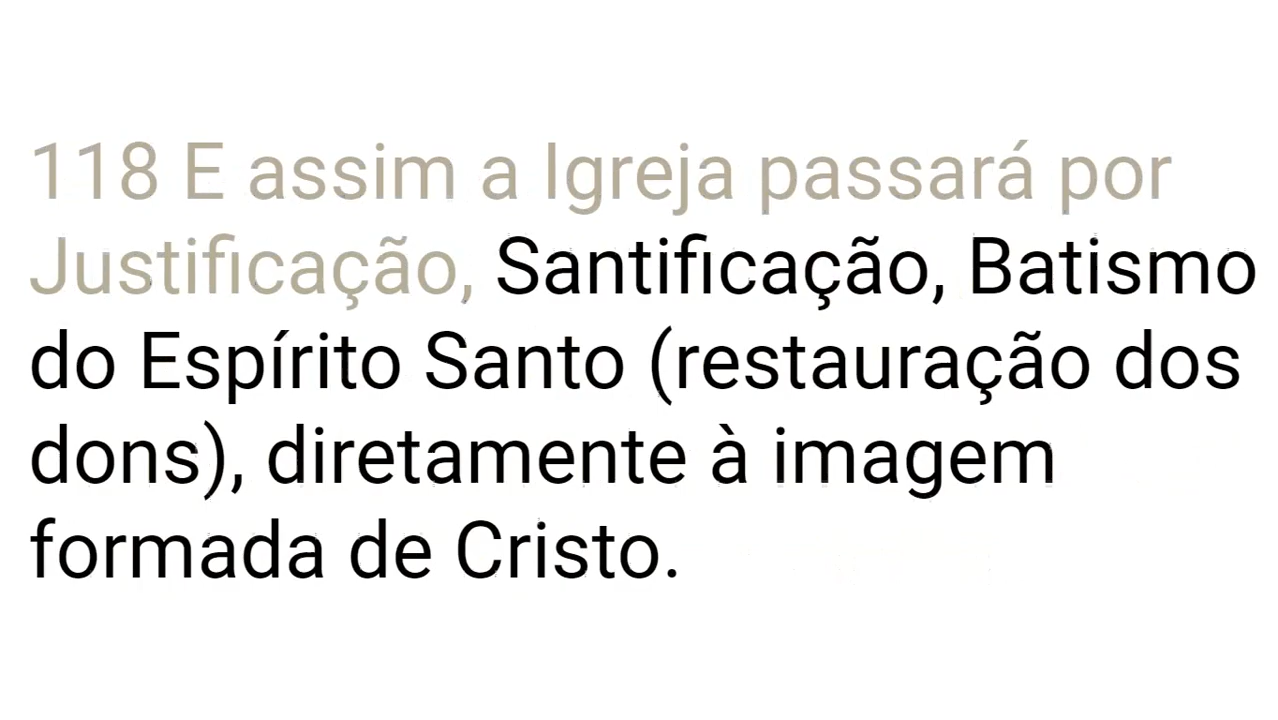 118 E assim a Igreja passará por
Justificação, Santificação, Batismo
do Espírito Santo (restauração dos
dons), diretamente à imagem
formada de Cristo.